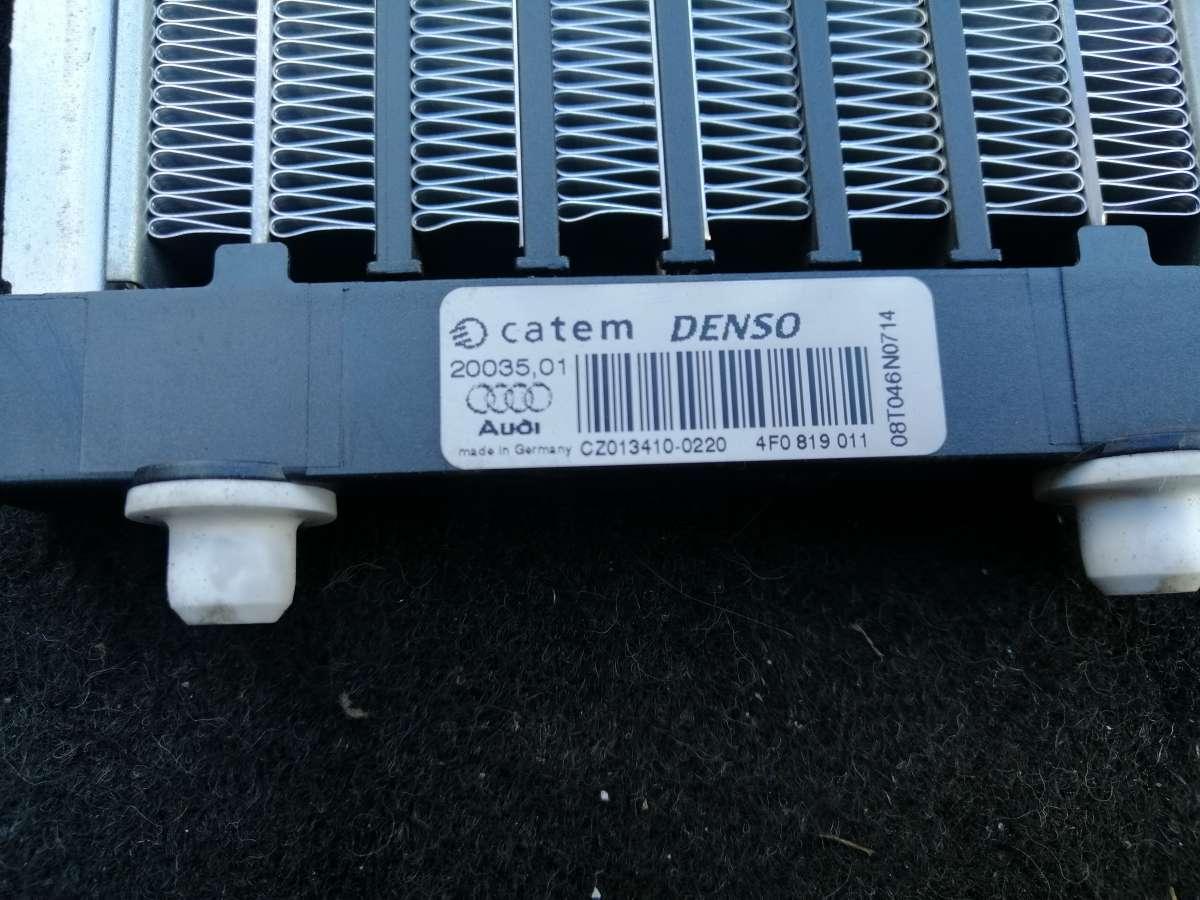 catem DENSO
20035,01
Audi
made in Germany CZ013410-0220 4F0 819 011
08T046N0714